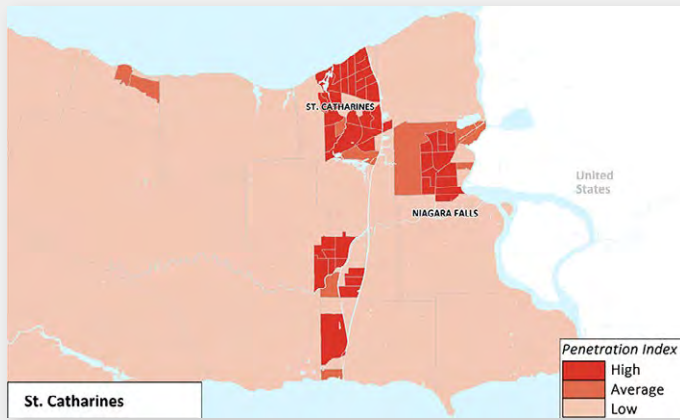 ST. CATHARINES
United
States
NIAGARA FALLS
Penetration Index
High
Average
Low
St. Catharines